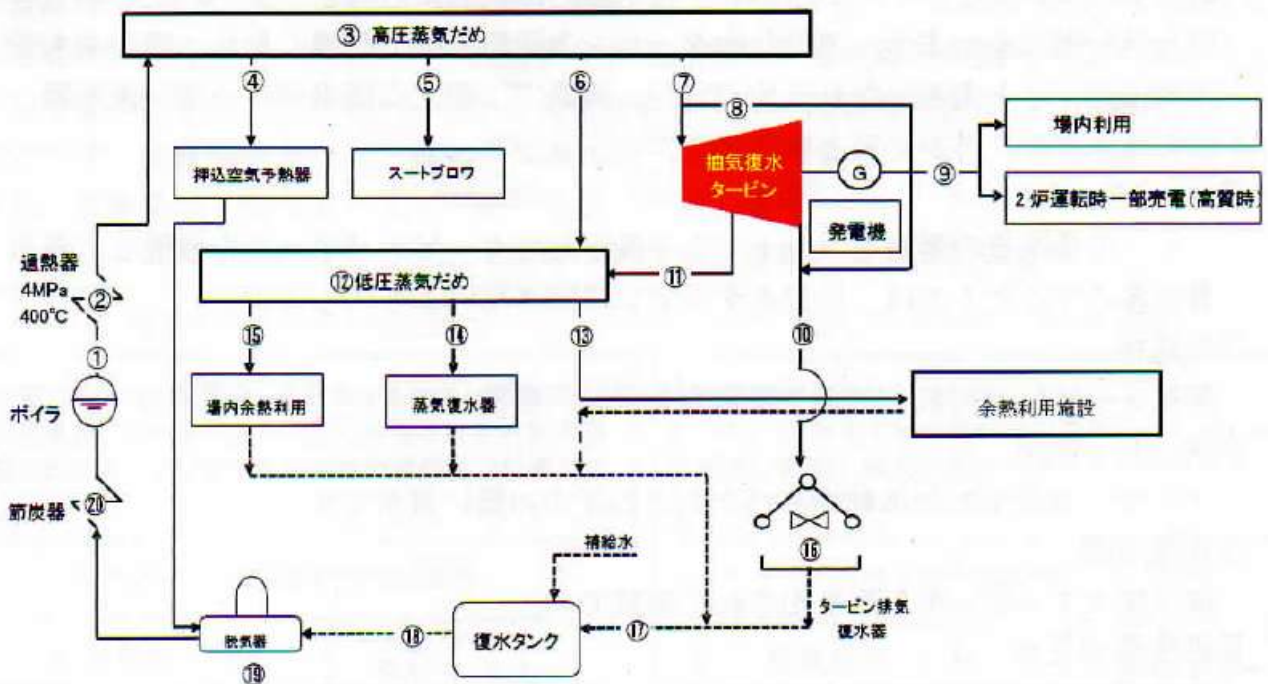 ③ 高圧蒸気だめ
④
⑤
⑥
⑦
⑧
押込空気予熱器
スートブロワ
抽気復水
タービン
G
⑨
場内利用
2炉運転時一部売電(高質時)
発電機
過熱器
4MPa
400℃
②
①
ボイラ
⑫低圧蒸気だめ
⑪
⑮
⑭
⑬
⑩
場内余熱利用
蒸気復水器
余熱利用施設
節炭器
⑳
補給水
⑯
タービン排気
復水器
脱気器
⑱
復水タンク
⑰
⑲